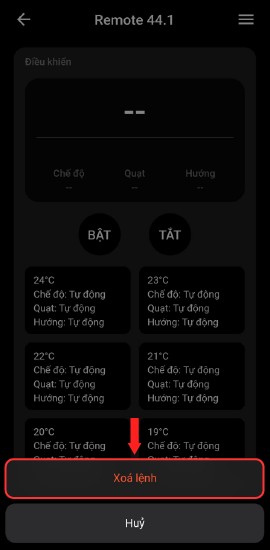 Remote 44.1
Điều khiển
--
Chế độ Quạt Hướng
-- -- --
BẬT TẮT
24°C
Chế độ: Tự động
Quạt: Tự động
Hướng: Tự động
23°C
Chế độ: Tự động
Quạt: Tự động
Hướng: Tự động
22°C
Chế độ: Tự động
Quạt: Tự động
Hướng: Tự động
21°C
Chế độ: Tự động
Quạt: Tự động
Hướng: Tự động
20°C
Chế độ: Tự động
19°C
Chế độ: Tự động
Xoá lệnh
Huỷ